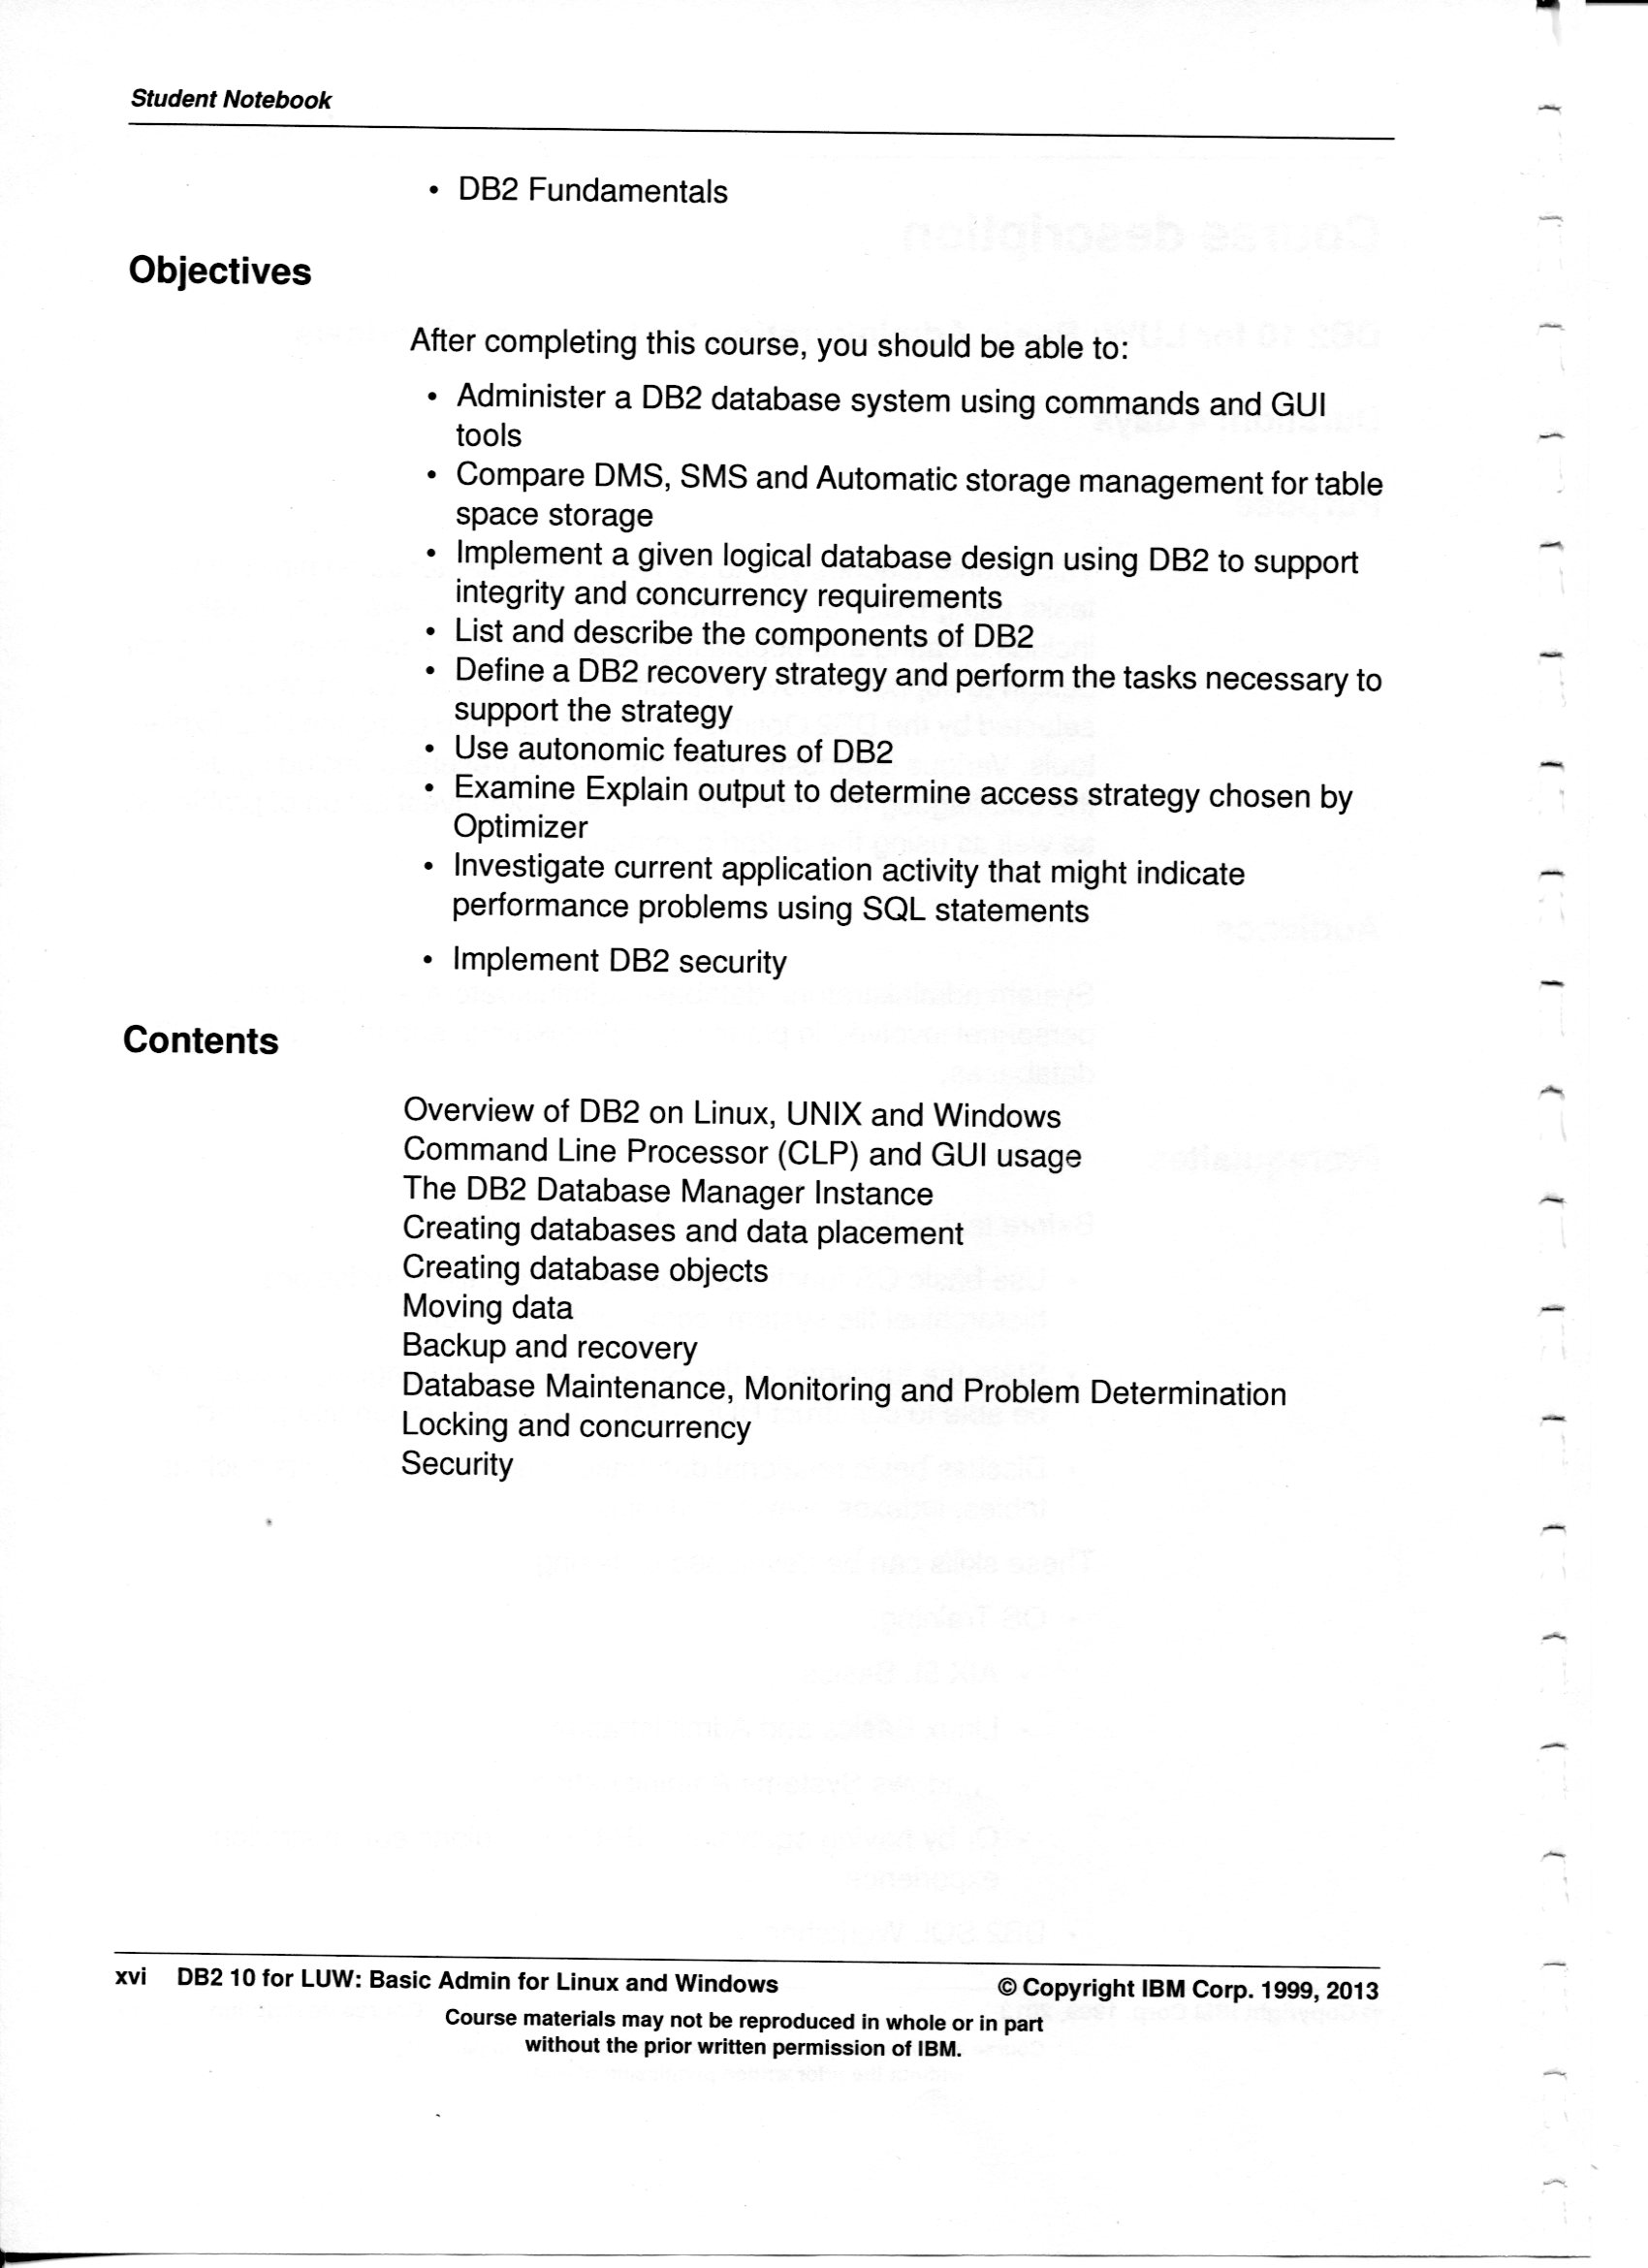 Student Notebook
• DB2 Fundamentals
Objectives
After completing this course, you should be able to:
• Administer a DB2 database system using commands and GUI
tools
• Compare DMS, SMS and Automatic storage management for table
space storage
• Implement a given logical database design using DB2 to support
integrity and concurrency requirements
• List and describe the components of DB2
• Define a DB2 recovery strategy and perform the tasks necessary to
support the strategy
• Use autonomic features of DB2
• Examine Explain output to determine access strategy chosen by
Optimizer
• Investigate current application activity that might indicate
performance problems using SQL statements
• Implement DB2 security
Contents
Overview of DB2 on Linux, UNIX and Windows
Command Line Processor (CLP) and GUI usage
The DB2 Database Manager Instance
Creating databases and data placement
Creating database objects
Moving data
Backup and recovery
Database Maintenance, Monitoring and Problem Determination
Locking and concurrency
Security
xvi DB2 10 for LUW: Basic Admin for Linux and Windows © Copyright IBM Corp. 1999, 2013
Course materials may not be reproduced in whole or in part
without the prior written permission of IBM.